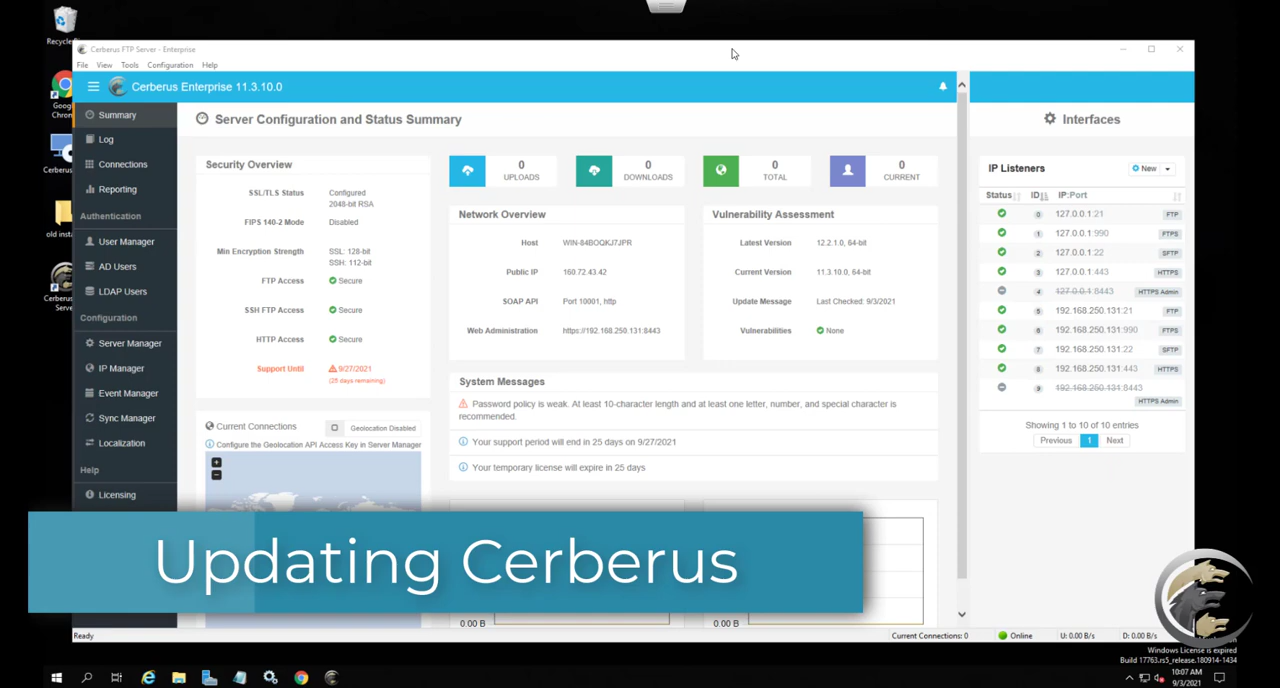 Recycle
Cerberus FTP Server - Enterprise
File View Tools Configuration Help
Cerberus Enterprise 11.3.10.0
Google
Chrom
Cerberus
old inst
Cerberus
Serve
Summary
Log
Connections
Reporting
Authentication
User Manager
AD Users
LDAP Users
Configuration
Server Manager
IP Manager
Event Manager
Sync Manager
Localization
Help
Licensing
Server Configuration and Status Summary
Security Overview
SSL/TLS Status Configured
2048-bit RSA
FIPS 140-2 Mode Disabled
Min Encryption Strength SSL: 128-bit
SSH: 112-bit
FTP Access Secure
SSH FTP Access Secure
HTTP Access Secure
Support Until 9/27/2021
(25 days remaining)
Current Connections Geolocation Disabled
Configure the Geolocation API Access Key in Server Manager
+
−
0 UPLOADS
0 DOWNLOADS
0 TOTAL
0 CURRENT
Network Overview
Host WIN-84BOQKJ7JPR
Public IP 160.72.43.42
SOAP API Port 10001, http
Web Administration https://192.168.250.131:8443
Vulnerability Assessment
Latest Version 12.2.1.0, 64-bit
Current Version 11.3.10.0, 64-bit
Update Message Last Checked: 9/3/2021
Vulnerabilities None
System Messages
Password policy is weak. At least 10-character length and at least one letter, number, and special character is
recommended.
Your support period will end in 25 days on 9/27/2021
Your temporary license will expire in 25 days
0.00 B
0.00 B
Interfaces
IP Listeners New
Status ID IP:Port
0 127.0.0.1:21 FTP
1 127.0.0.1:990 FTPS
2 127.0.0.1:22 SFTP
3 127.0.0.1:443 HTTPS
4 127.0.0.1:8443 HTTPS Admin
5 192.168.250.131:21 FTP
6 192.168.250.131:990 FTPS
7 192.168.250.131:22 SFTP
8 192.168.250.131:443 HTTPS
9 192.168.250.131:8443
HTTPS Admin
Showing 1 to 10 of 10 entries
Previous 1 Next
Updating Cerberus
Ready Current Connections: 0 Online U: 0.00 B/s D: 0.00 B/s
Windows License is expired
Build 17763.rs5_release.180914-1434
10:07 AM
9/3/2021